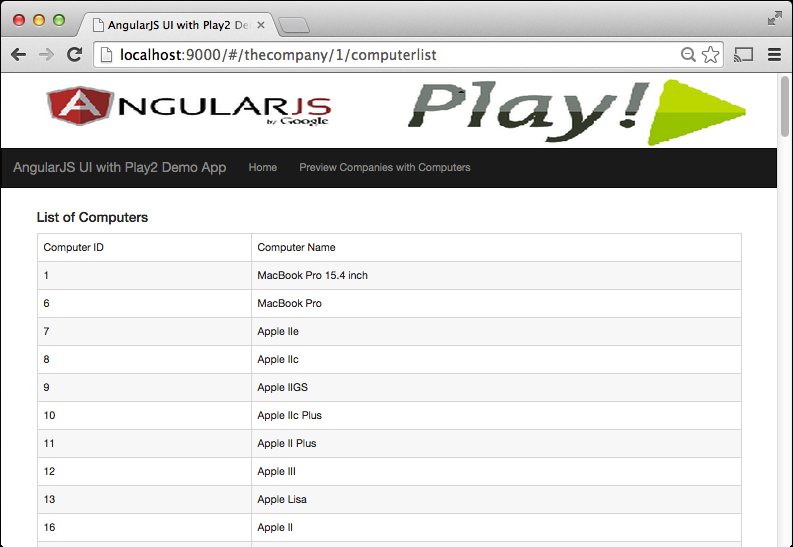 AngularJS UI with Play2 De
localhost:9000/#/thecompany/1/computerlist
ANGULARJS
by Google
Play!
AngularJS UI with Play2 Demo App Home Preview Companies with Computers
List of Computers
Computer ID Computer Name
1 MacBook Pro 15.4 inch
6 MacBook Pro
7 Apple IIe
8 Apple IIc
9 Apple IIGS
10 Apple IIc Plus
11 Apple II Plus
12 Apple III
13 Apple Lisa
16 Apple II